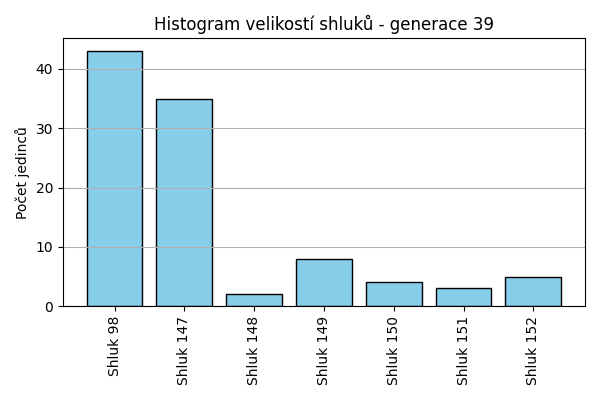 Histogram velikostí shluků - generace 39
Počet jedinců
40
30
20
10
0
Shluk 98
Shluk 147
Shluk 148
Shluk 149
Shluk 150
Shluk 151
Shluk 152